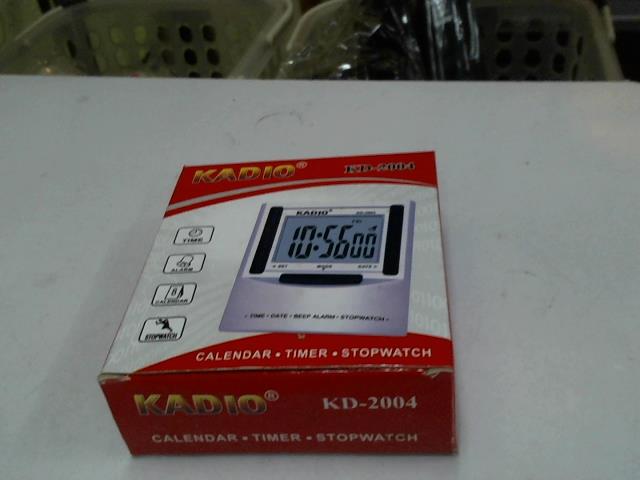 KADIO® KD-2004
KADIO
10:5600
TIME
ALARM
CALENDAR
STOPWATCH
- TIME - DATE - BEEP ALARM - STOPWATCH -
CALENDAR • TIMER • STOPWATCH
KADIO® KD-2004
CALENDAR • TIMER • STOPWATCH